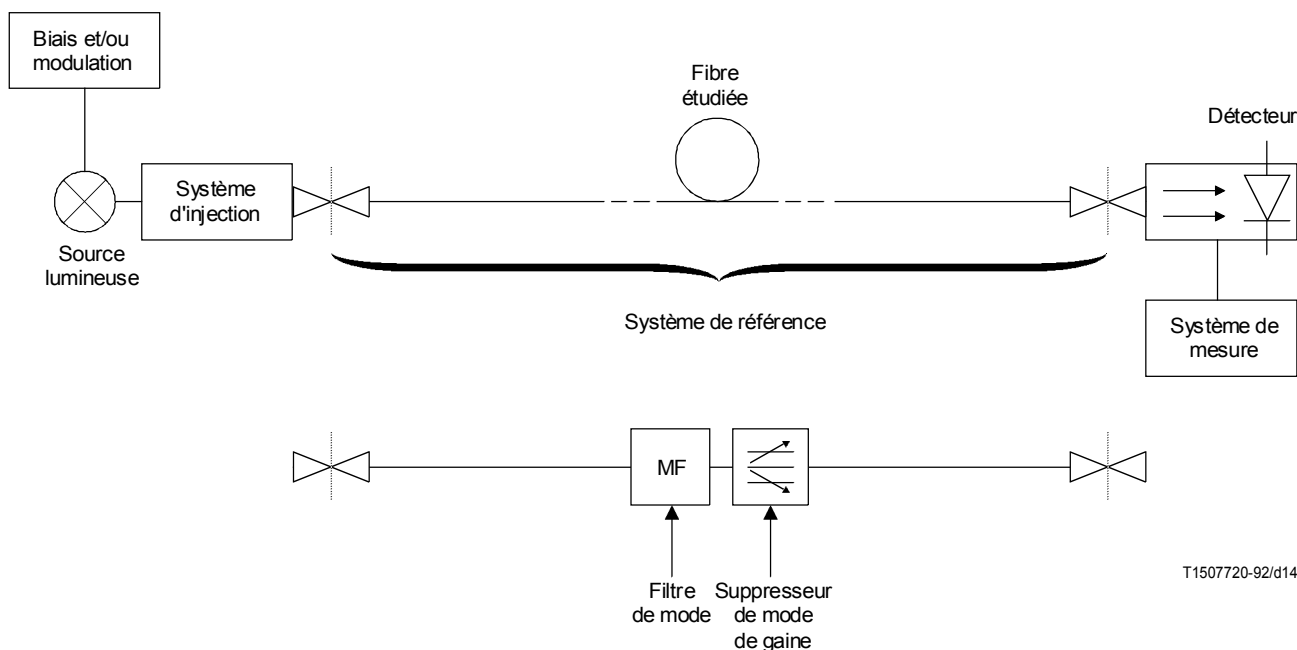 Biais et/ou
modulation
Fibre
étudiée
Détecteur
Système
d'injection
Source
lumineuse
Système de référence
Système de
mesure
MF
Filtre
de mode
Suppresseur
de mode
de gaine
T1507720-92/d14